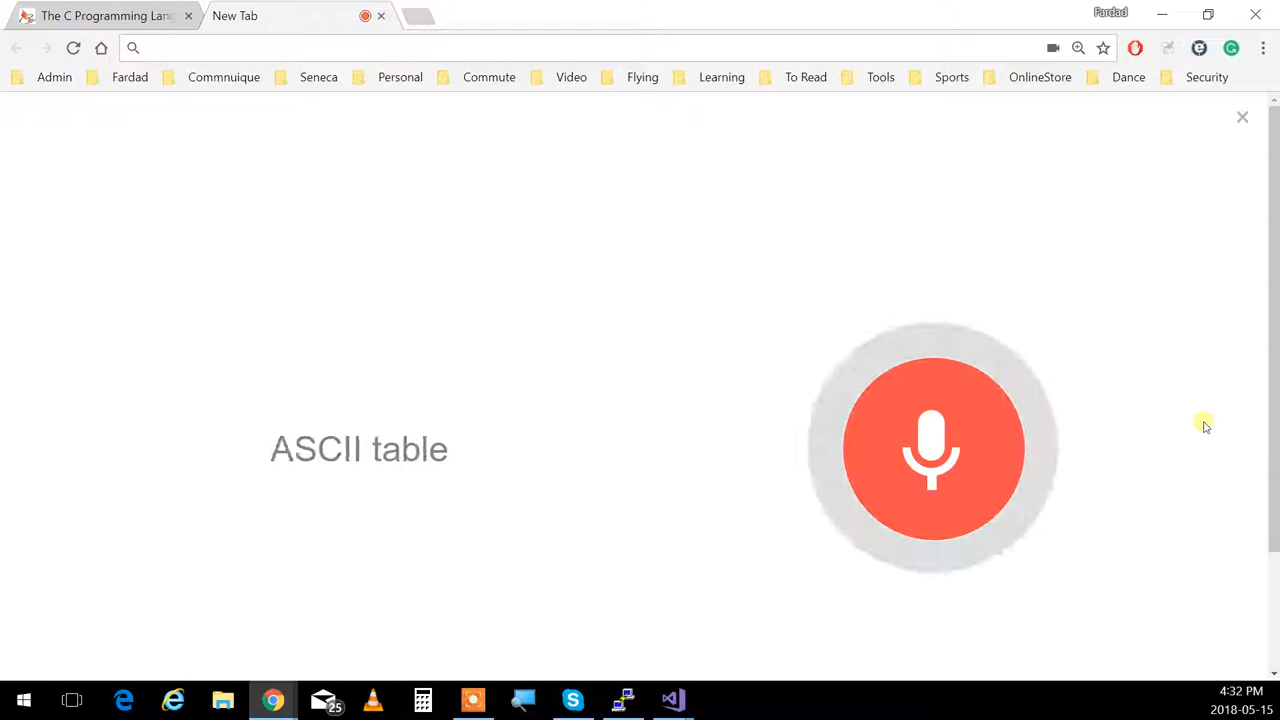 The C Programming Lan
New Tab
Fardad
Admin
Fardad
Commnuique
Seneca
Personal
Commute
Video
Flying
Learning
To Read
Tools
Sports
OnlineStore
Dance
Security
ASCII table
25
4:32 PM
2018-05-15